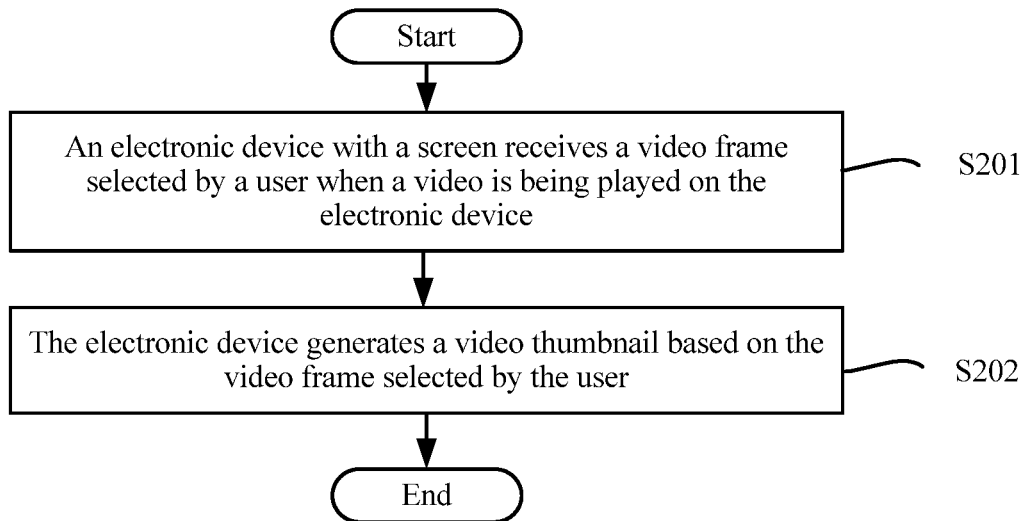 Start
An electronic device with a screen receives a video frame
selected by a user when a video is being played on the
electronic device
S201
The electronic device generates a video thumbnail based on the
video frame selected by the user
S202
End